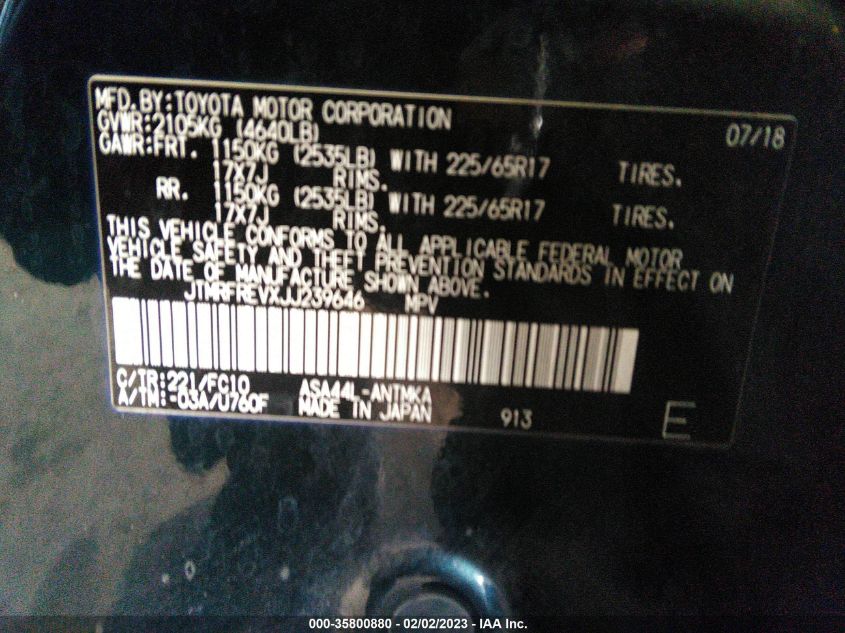 MFD.BY:TOYOTA MOTOR CORPORATION 07/18
GVWR:2105KG (4640LB)
GAWR:FRT. 1150KG (2535LB) WITH 225/65R17 TIRES.
17X7J RIMS.
RR. 1150KG (2535LB) WITH 225/65R17 TIRES.
17X7J RIMS.
THIS VEHICLE CONFORMS TO ALL APPLICABLE FEDERAL MOTOR
VEHICLE SAFETY AND THEFT PREVENTION STANDARDS IN EFFECT ON
THE DATE OF MANUFACTURE SHOWN ABOVE.
JTMRFREVXJJ239646 MPV
C/TR:221/FC10 ASA44L-ANTMKA
A/TM:-03A/U760F MADE IN JAPAN 913 E
000-35800880 - 02/02/2023 - IAA Inc.